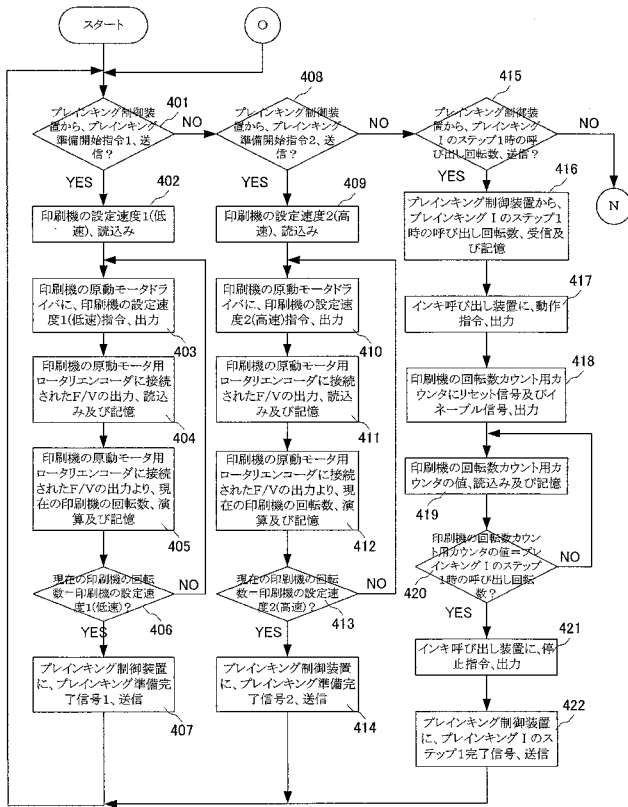 スタート
O
401
プレインキング制御装
置から、プレインキング
準備開始指令1、送
信?
NO
YES
402
印刷機の設定速度1(低
速)、読込み
印刷機の原動モータドラ
イバに、印刷機の設定速
度1(低速)指令、出力
403
印刷機の原動モータ用
ロータリエンコーダに接続
されたF/Vの出力、読込
み及び記憶
404
印刷機の原動モータ用
ロータリエンコーダに接続
されたF/Vの出力より、現
在の印刷機の回転数、演
算及び記憶
405
現在の印刷機の回転
数=印刷機の設定速
度1(低速)?
NO
406
YES
プレインキング制御装置
に、プレインキング準備完
了信号1、送信
407
408
プレインキング制御装
置から、プレインキング
準備開始指令2、送
信?
NO
YES
409
印刷機の設定速度2(高
速)、読込み
印刷機の原動モータドラ
イバに、印刷機の設定速
度2(高速)指令、出力
410
印刷機の原動モータ用
ロータリエンコーダに接続
されたF/Vの出力、読込
み及び記憶
411
印刷機の原動モータ用
ロータリエンコーダに接続
されたF/Vの出力より、現
在の印刷機の回転数、演
算及び記憶
412
現在の印刷機の回転
数=印刷機の設定速
度2(高速)?
NO
413
YES
プレインキング制御装置
に、プレインキング準備完
了信号2、送信
414
415
プレインキング制御装
置から、プレインキング
Ⅰのステップ1時の呼
び出し回転数、送信?
NO
N
YES
416
プレインキング制御装置から、
プレインキングⅠのステップ1
時の呼び出し回転数、受信及
び記憶
417
インキ呼び出し装置に、動作
指令、出力
418
印刷機の回転数カウント用カ
ウンタにリセット信号及びイ
ネーブル信号、出力
印刷機の回転数カウント用カ
ウンタの値、読込み及び記憶
419
印刷機の回転数カウン
ト用カウンタの値=プレイ
ンキングⅠのステップ
1時の呼び出し回転
数?
NO
420
YES
421
インキ呼び出し装置に、停
止指令、出力
422
プレインキング制御装置
に、プレインキングⅠのス
テップ1完了信号、送信